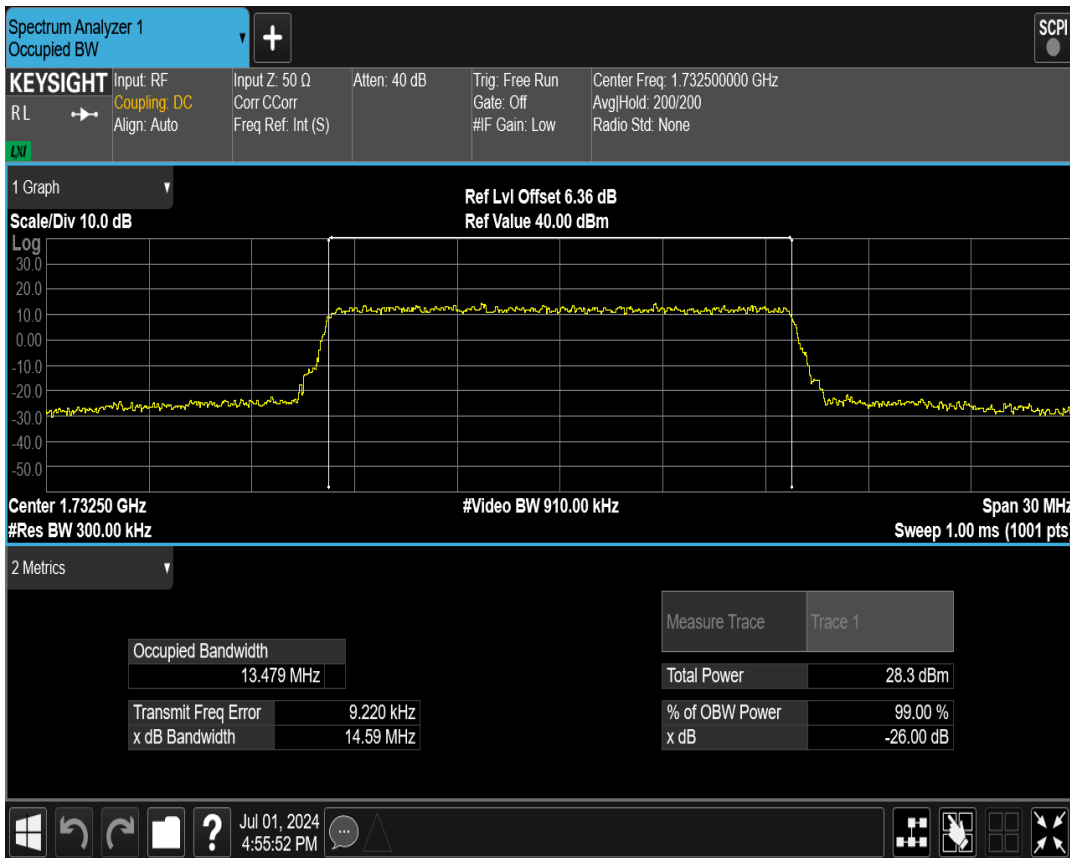 Spectrum Analyzer 1
Occupied BW
+
SCPI
KEYSIGHT
RL
LXI
Input: RF
Coupling: DC
Align: Auto
Input Z: 50 Ω
Corr CCorr
Freq Ref: Int (S)
Atten: 40 dB
Trig: Free Run
Gate: Off
#IF Gain: Low
Center Freq: 1.732500000 GHz
Avg|Hold: 200/200
Radio Std: None
1 Graph
Ref Lvl Offset 6.36 dB
Scale/Div 10.0 dB
Ref Value 40.00 dBm
Log
30.0
20.0
10.0
0.00
-10.0
-20.0
-30.0
-40.0
-50.0
Center 1.73250 GHz
#Video BW 910.00 kHz
Span 30 MHz
#Res BW 300.00 kHz
Sweep 1.00 ms (1001 pts)
2 Metrics
Measure Trace
Trace 1
Occupied Bandwidth
13.479 MHz
Total Power
28.3 dBm
Transmit Freq Error
9.220 kHz
% of OBW Power
99.00 %
x dB Bandwidth
14.59 MHz
x dB
-26.00 dB
?
Jul 01, 2024
4:55:52 PM